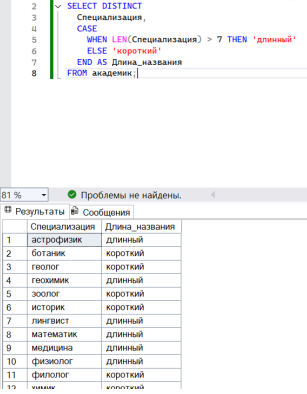 2 SELECT DISTINCT
3 Специализация,
4 CASE
5 WHEN LEN(Специализация) > 7 THEN 'длинный'
6 ELSE 'короткий'
7 END AS Длина_названия
8 FROM академик;
81 % Проблемы не найдены.
Результаты Сообщения
Специализация Длина_названия
1 астрофизик длинный
2 ботаник короткий
3 геолог короткий
4 геохимик длинный
5 зоолог короткий
6 историк короткий
7 лингвист длинный
8 математик длинный
9 медицина длинный
10 физиолог длинный
11 филолог короткий
12 химик короткий